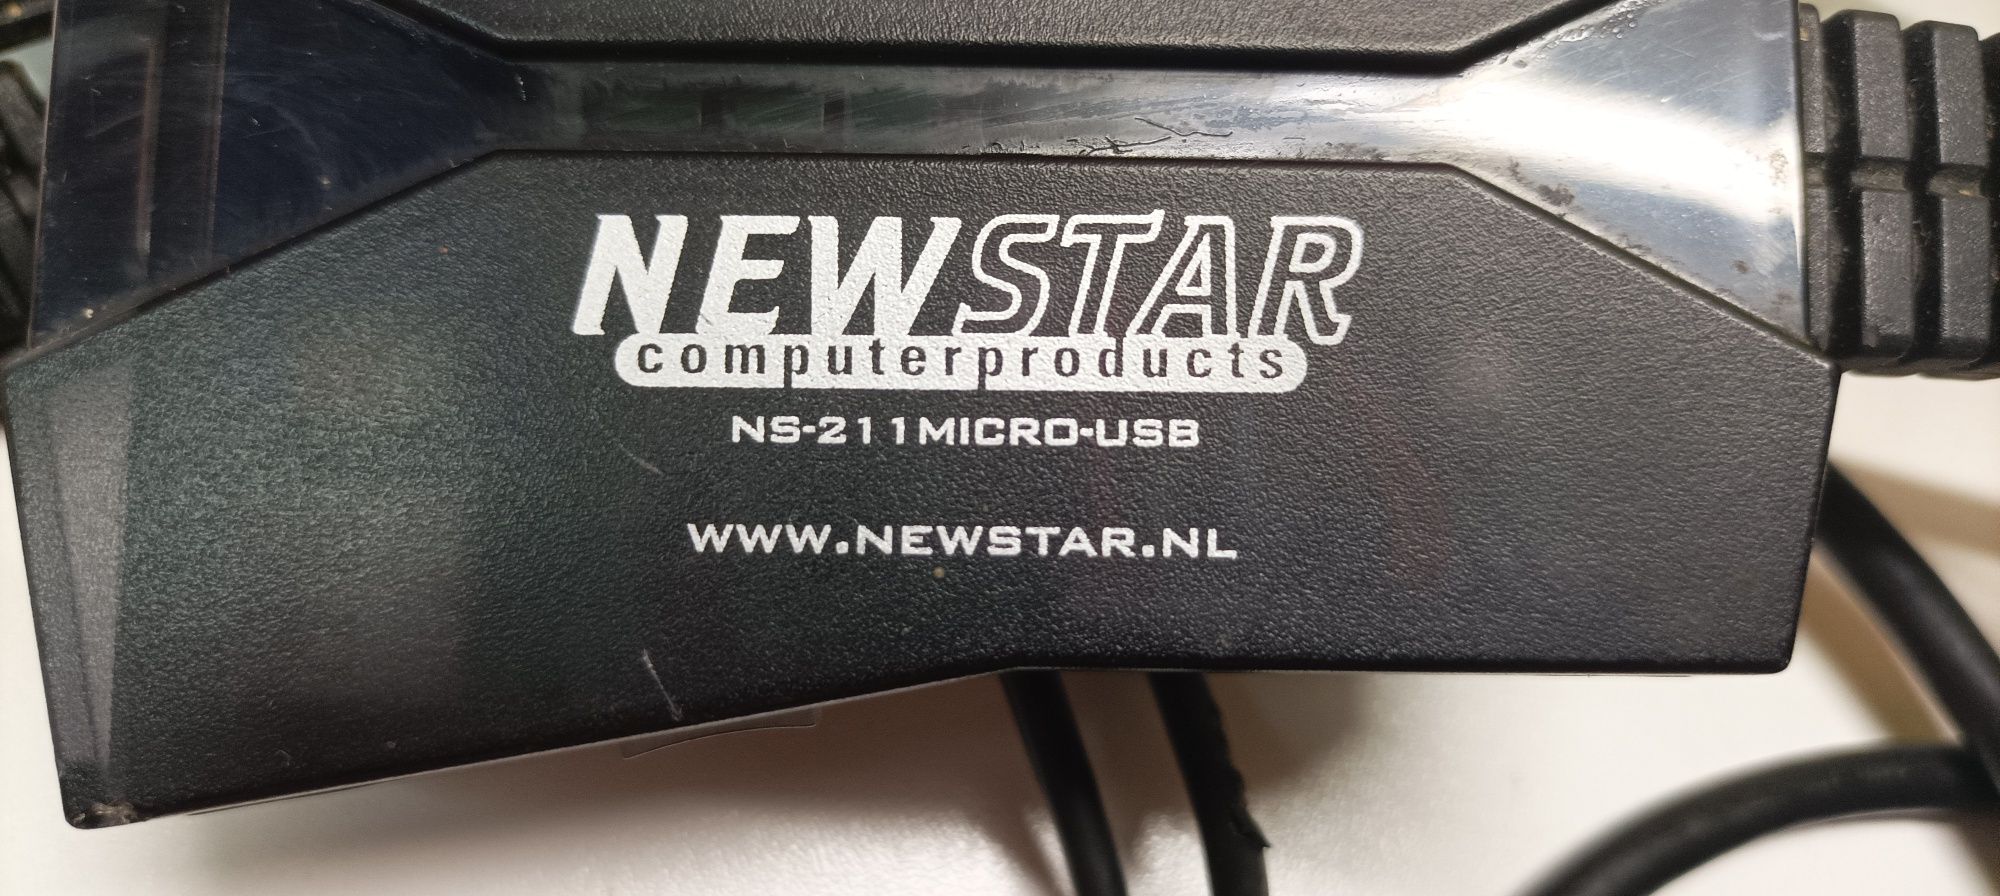 NEWSTAR
computerproducts
NS-211MICRO-USB
WWW.NEWSTAR.NL